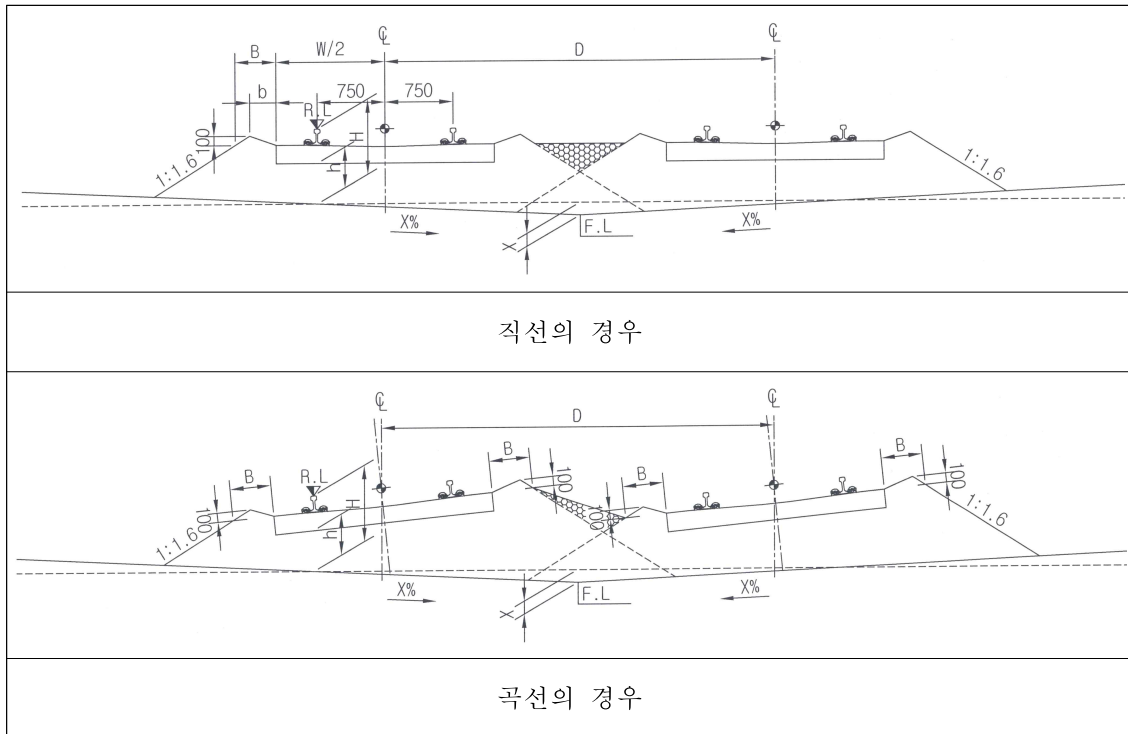 ℄ ℄
B W/2 D
b 750 750
R.L
100 H
h
1:1.6 1:1.6
X% X F.L X%
직선의 경우
℄ ℄
D
B B
R.L 100 B 100
100 H 100
h
1:1.6 1:1.6
X% X F.L X%
곡선의 경우